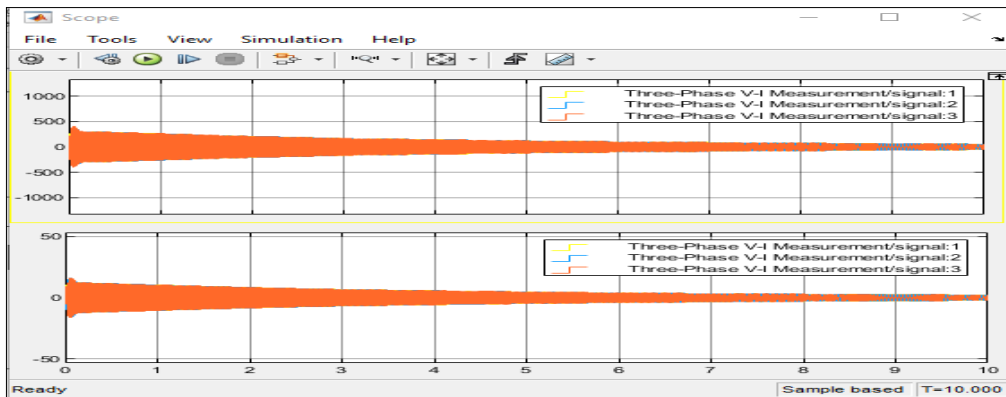 Scope
File Tools View Simulation Help
Three-Phase V-I Measurement/signal:1
Three-Phase V-I Measurement/signal:2
Three-Phase V-I Measurement/signal:3
1000
500
0
-500
-1000
Three-Phase V-I Measurement/signal:1
Three-Phase V-I Measurement/signal:2
Three-Phase V-I Measurement/signal:3
50
0
-50
0 1 2 3 4 5 6 7 8 9 10
Ready Sample based T=10.000